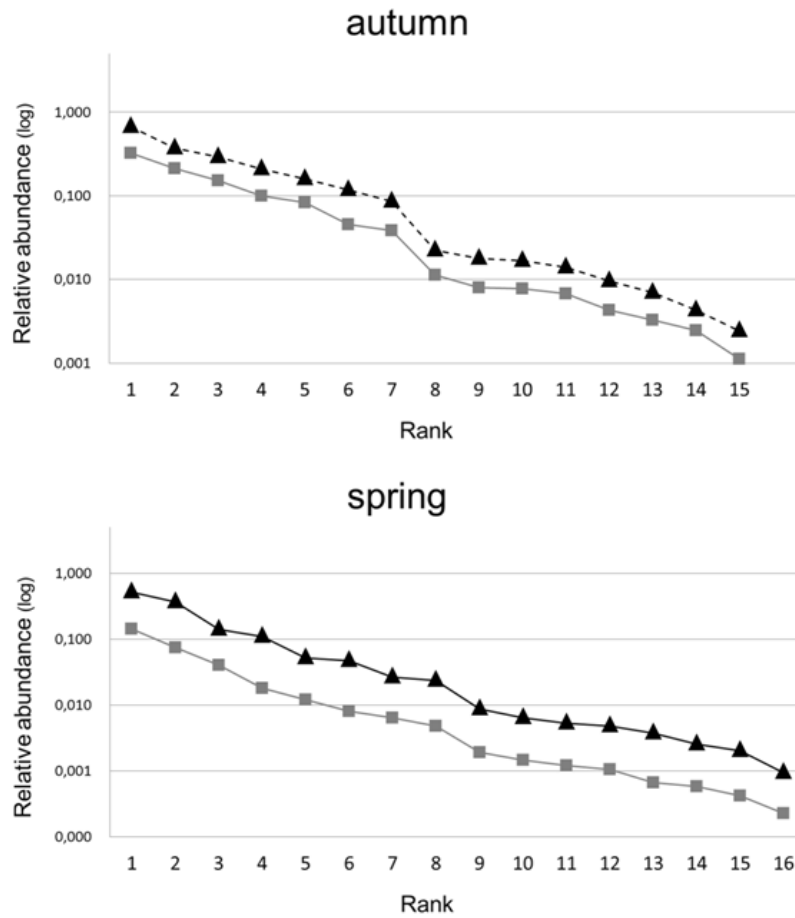 autumn
Relative abundance (log)
1,000
0,100
0,010
0,001
1 2 3 4 5 6 7 8 9 10 11 12 13 14 15
Rank
spring
Relative abundance (log)
1,000
0,100
0,010
0,001
0,000
1 2 3 4 5 6 7 8 9 10 11 12 13 14 15 16
Rank